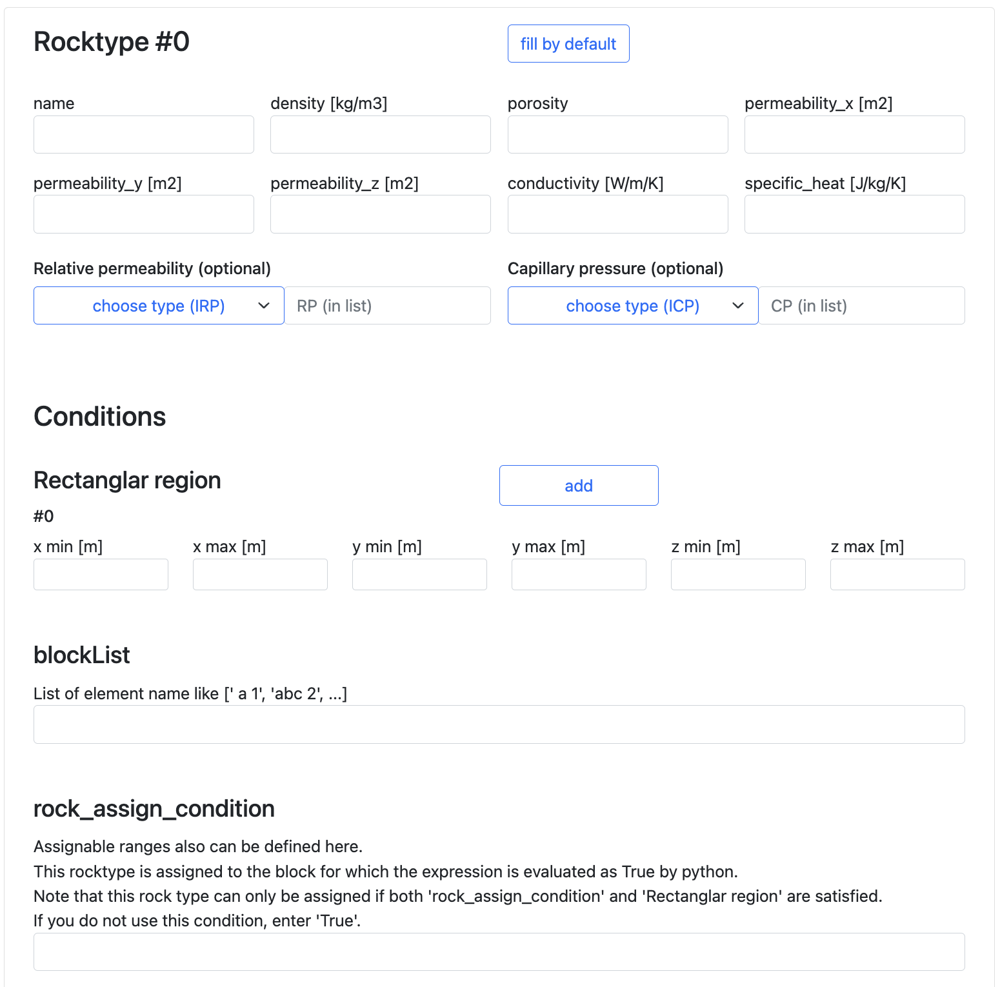 Rocktype #0
fill by default
name
density [kg/m3]
porosity
permeability_x [m2]
permeability_y [m2]
permeability_z [m2]
conductivity [W/m/K]
specific_heat [J/kg/K]
Relative permeability (optional)
Capillary pressure (optional)
choose type (IRP)
RP (in list)
choose type (ICP)
CP (in list)
Conditions
Rectanglar region
add
#0
x min [m]
x max [m]
y min [m]
y max [m]
z min [m]
z max [m]
blockList
List of element name like [' a 1', 'abc 2', ...]
rock_assign_condition
Assignable ranges also can be defined here.
This rocktype is assigned to the block for which the expression is evaluated as True by python.
Note that this rock type can only be assigned if both 'rock_assign_condition' and 'Rectanglar region' are satisfied.
If you do not use this condition, enter 'True'.